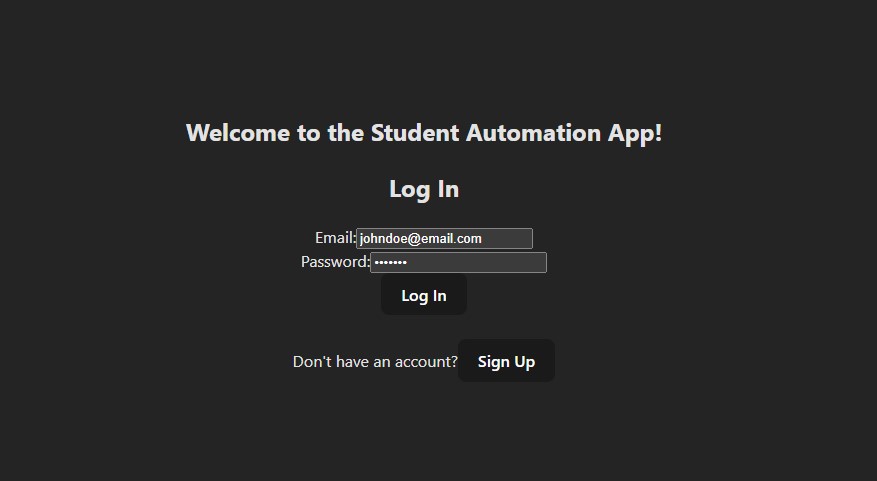 Welcome to the Student Automation App!
Log In
Email: johndoe@email.com
Password: •••••••
Log In
Don't have an account? Sign Up